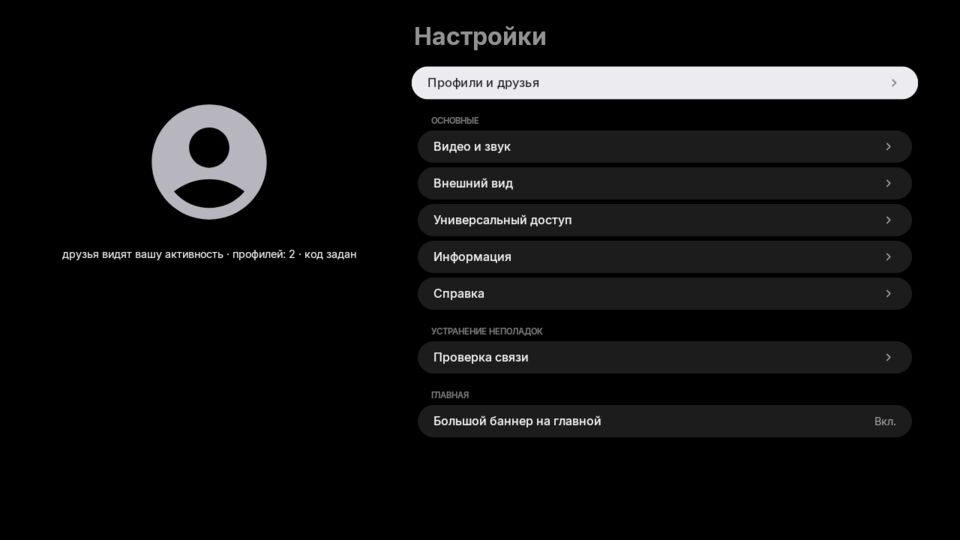 Настройки
Профили и друзья
ОСНОВНЫЕ
Видео и звук
Внешний вид
Универсальный доступ
Информация
Справка
УСТРАНЕНИЕ НЕПОЛАДОК
Проверка связи
ГЛАВНАЯ
Большой баннер на главной Вкл.
друзья видят вашу активность · профилей: 2 · код задан